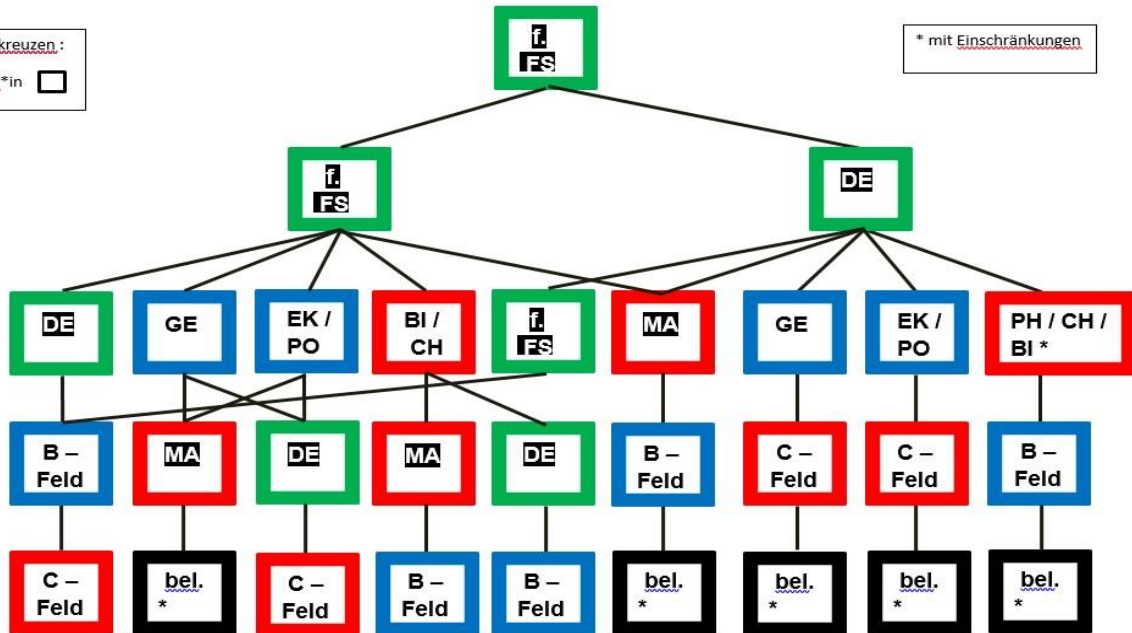 kreuzen :
*in
* mit Einschränkungen
f.
FS
f.
FS
DE
DE
GE
EK /
PO
BI /
CH
f.
FS
MA
GE
EK /
PO
PH / CH /
BI *
B –
Feld
MA
DE
MA
DE
B –
Feld
C –
Feld
C –
Feld
B –
Feld
C –
Feld
bel.
*
C –
Feld
B –
Feld
B –
Feld
bel.
*
bel.
*
bel.
*
bel.
*